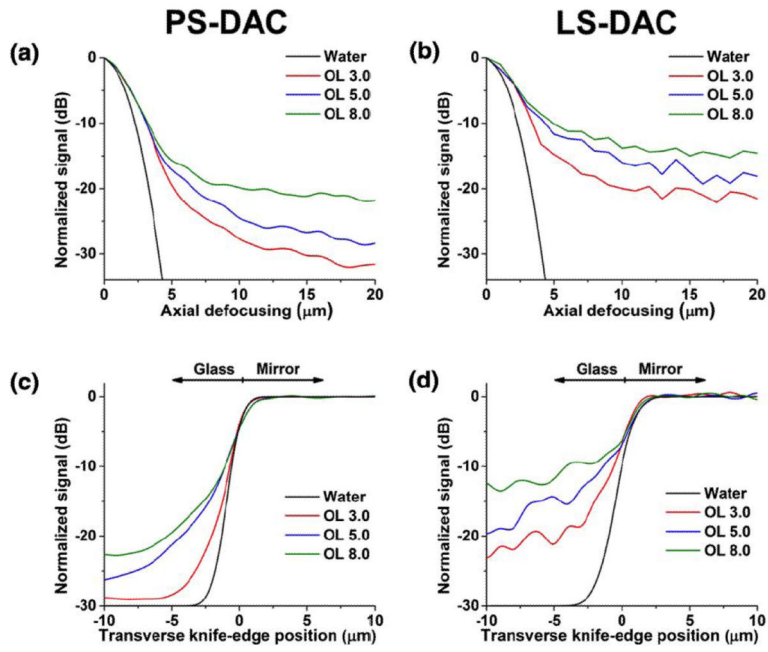 PS-DAC
LS-DAC
(a)
Normalized signal (dB)
0
-10
-20
-30
0
5
10
15
20
Axial defocusing (μm)
Water
OL 3.0
OL 5.0
OL 8.0
(b)
Normalized signal (dB)
0
-10
-20
-30
0
5
10
15
20
Axial defocusing (μm)
Water
OL 3.0
OL 5.0
OL 8.0
(c)
Glass
Mirror
Normalized signal (dB)
0
-10
-20
-30
-10
-5
0
5
10
Transverse knife-edge position (μm)
Water
OL 3.0
OL 5.0
OL 8.0
(d)
Glass
Mirror
Normalized signal (dB)
0
-10
-20
-30
-10
-5
0
5
10
Transverse knife-edge position (μm)
Water
OL 3.0
OL 5.0
OL 8.0